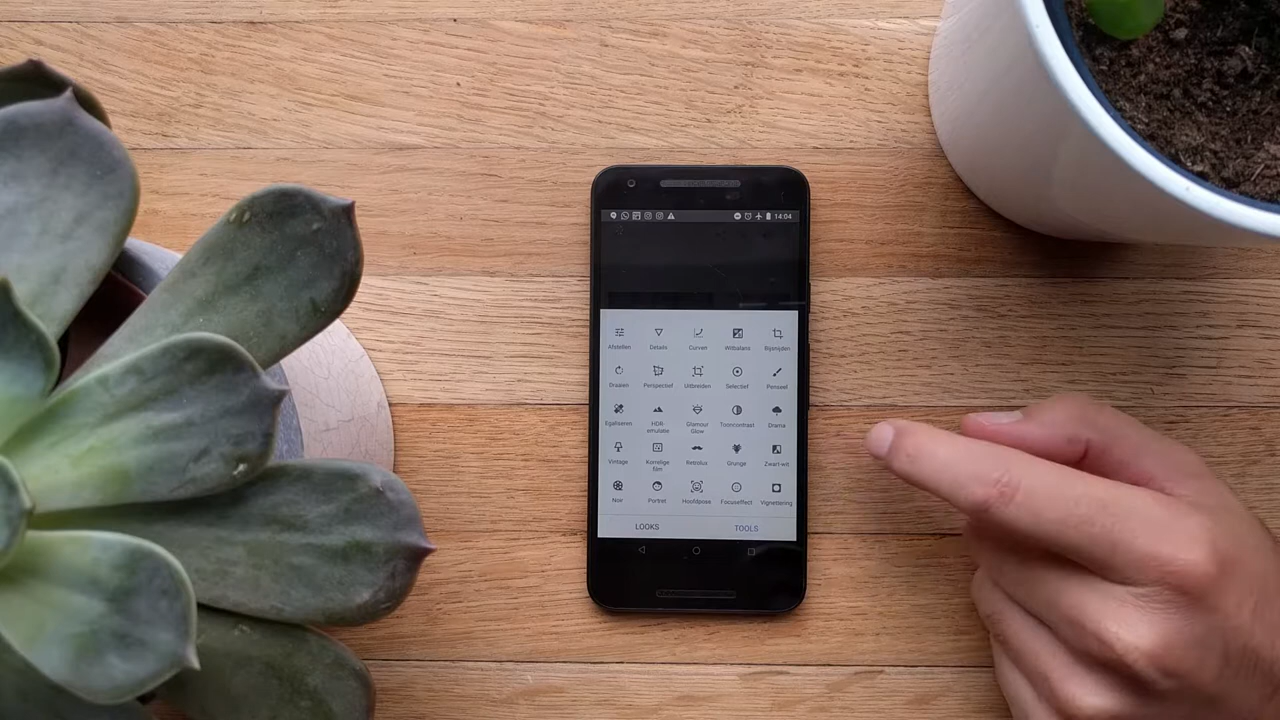 14:04
Afstellen Details Curven Witbalans Bijsnijden
Draaien Perspectief Uitbreiden Selectief Penseel
Egaliseren HDR-
emulatie Glamour
Glow Tooncontrast Drama
Vintage Korrelige
film Retrolux Grunge Zwart-wit
Noir Portret Hoofdpose Focuseffect Vignettering
LOOKS TOOLS